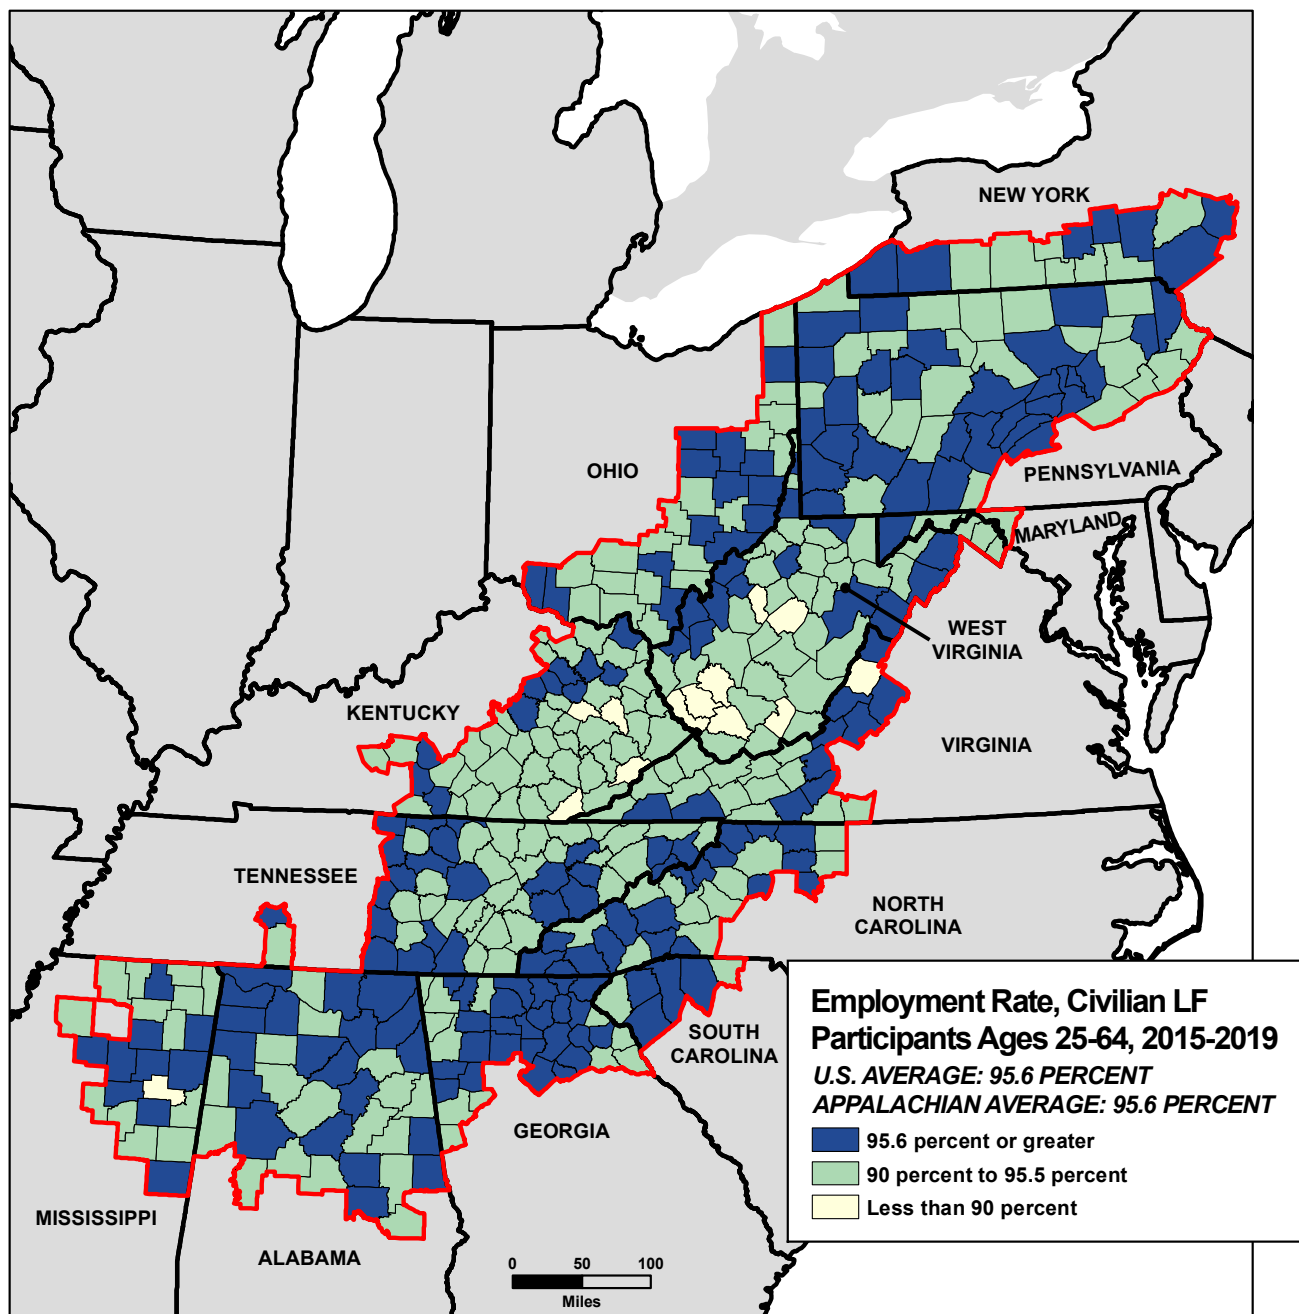 NEW YORK
OHIO
PENNSYLVANIA
MARYLAND
WEST
VIRGINIA
KENTUCKY
VIRGINIA
TENNESSEE
NORTH
CAROLINA
SOUTH
CAROLINA
GEORGIA
MISSISSIPPI
ALABAMA
Employment Rate, Civilian LF
Participants Ages 25-64, 2015-2019
U.S. AVERAGE: 95.6 PERCENT
APPALACHIAN AVERAGE: 95.6 PERCENT
95.6 percent or greater
90 percent to 95.5 percent
Less than 90 percent
0 50 100
Miles